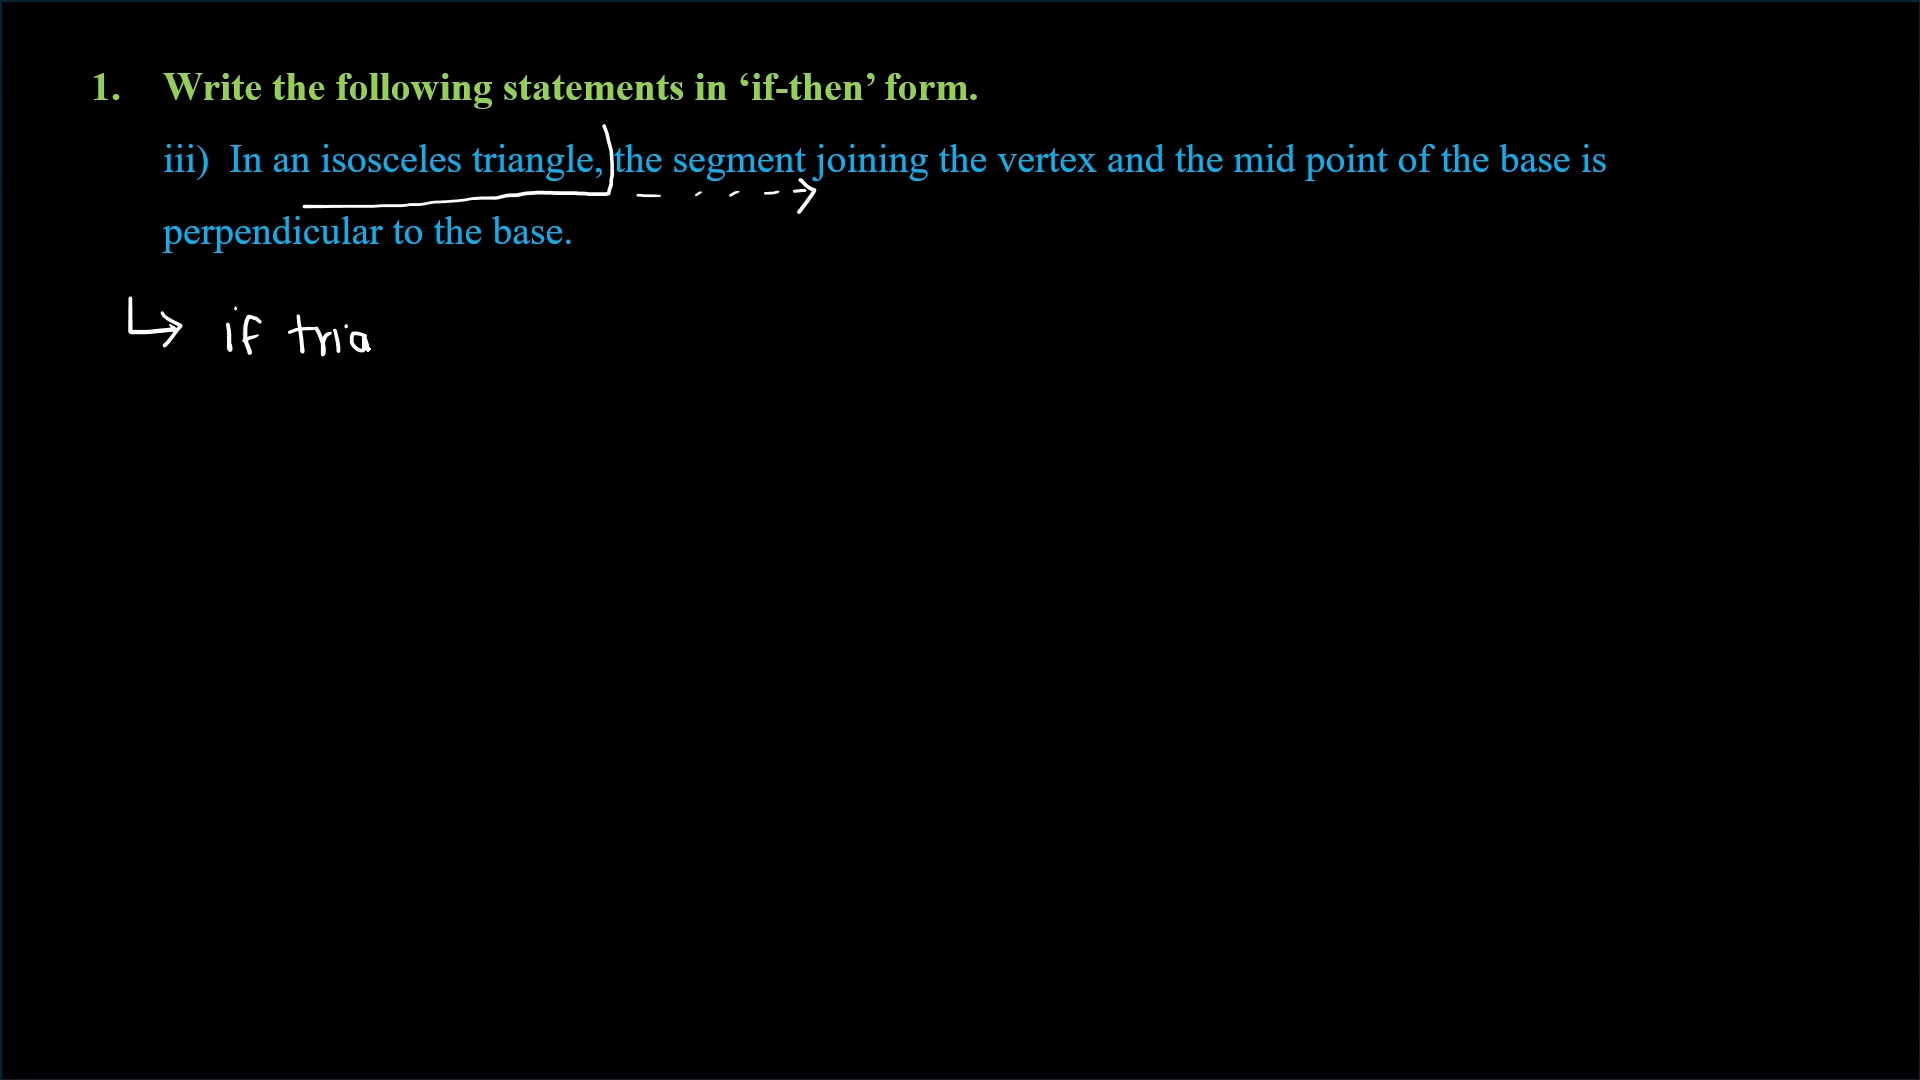 1. Write the following statements in ‘if-then’ form.
iii) In an isosceles triangle, the segment joining the vertex and the mid point of the base is
perpendicular to the base.
if tria